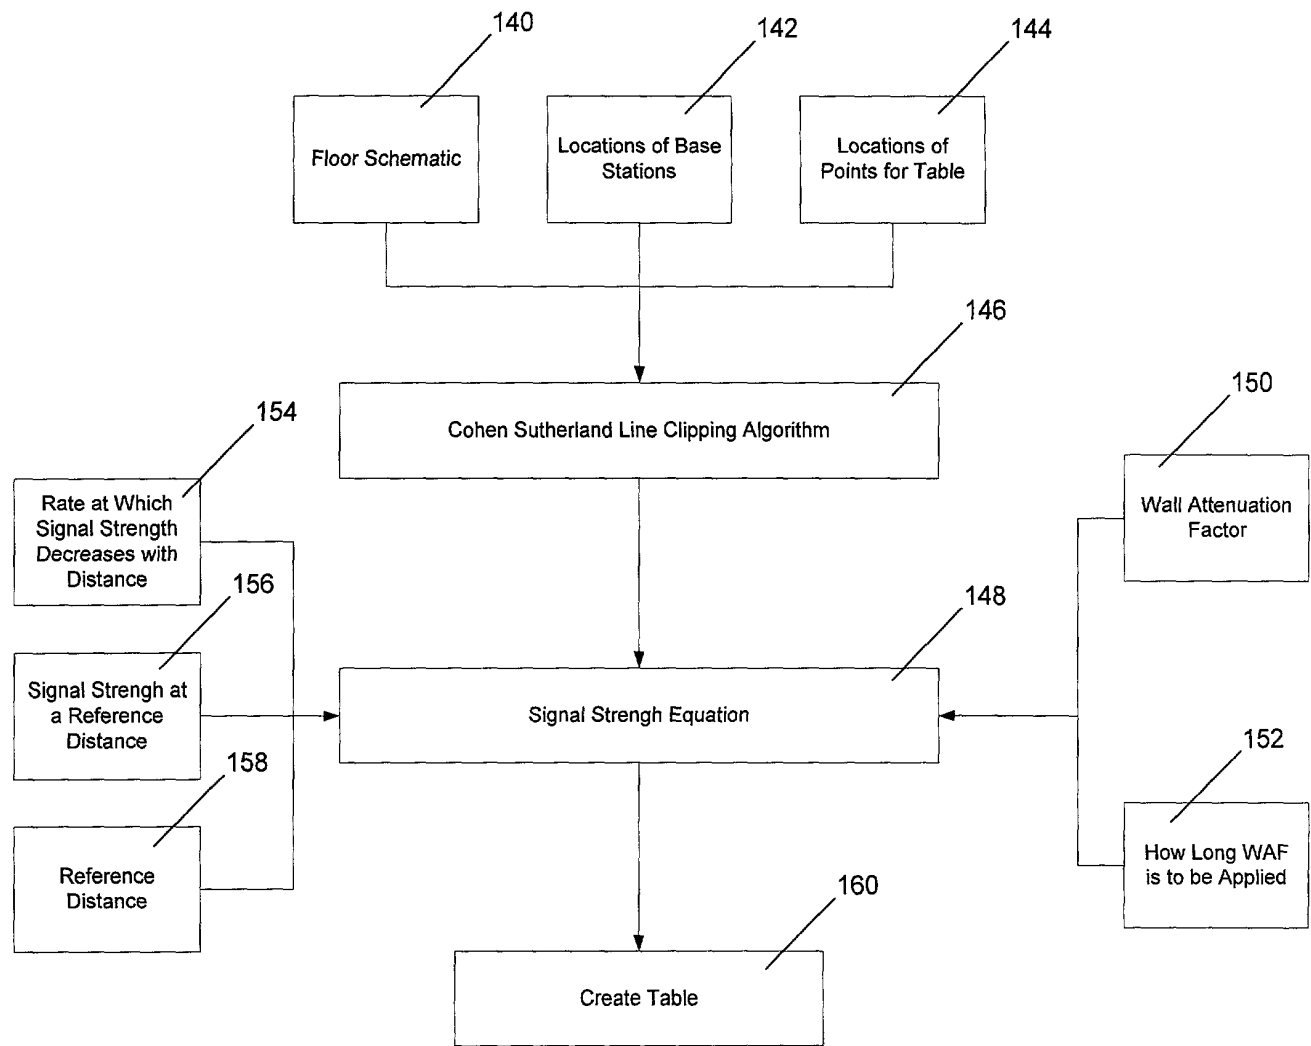 140
142
144
Floor Schematic
Locations of Base
Stations
Locations of
Points for Table
146
Cohen Sutherland Line Clipping Algorithm
154
Rate at Which
Signal Strength
Decreases with
Distance
150
Wall Attenuation
Factor
156
Signal Strengh at
a Reference
Distance
148
Signal Strengh Equation
158
Reference
Distance
152
How Long WAF
is to be Applied
160
Create Table